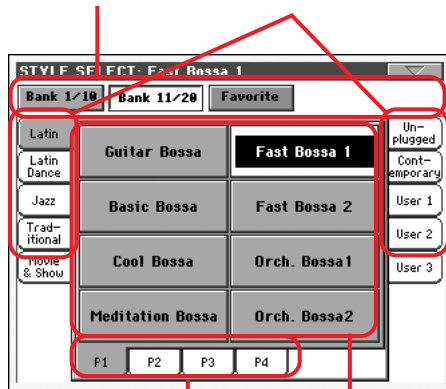 STYLE SELECT: Fast Bossa 1
Bank 1/10 Bank 11/20 Favorite
Latin
Latin
Dance
Jazz
Trad-
itional
Movie
& Show
Guitar Bossa Fast Bossa 1
Basic Bossa Fast Bossa 2
Cool Bossa Orch. Bossa1
Meditation Bossa Orch. Bossa2
Un-
plugged
Cont-
emporary
User 1
User 2
User 3
P1 P2 P3 P4